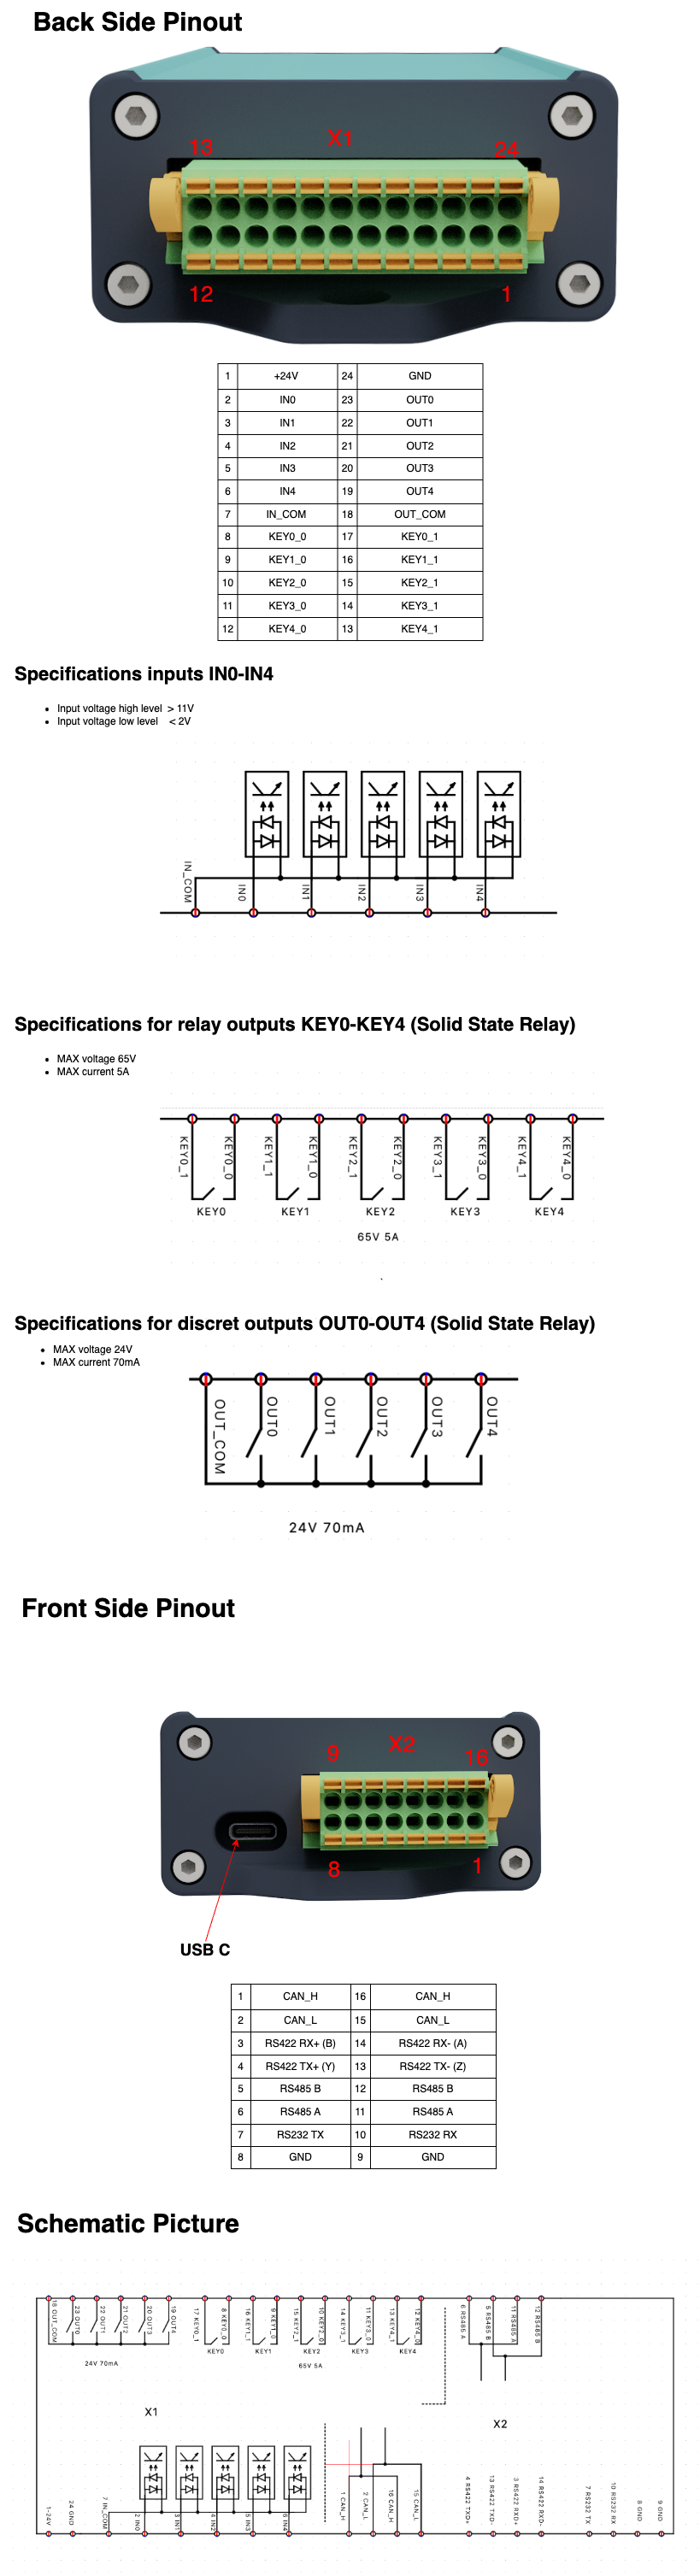 Back Side Pinout
13 X1 24
12 1
1 +24V 24 GND
2 IN0 23 OUT0
3 IN1 22 OUT1
4 IN2 21 OUT2
5 IN3 20 OUT3
6 IN4 19 OUT4
7 IN_COM 18 OUT_COM
8 KEY0_0 17 KEY0_1
9 KEY1_0 16 KEY1_1
10 KEY2_0 15 KEY2_1
11 KEY3_0 14 KEY3_1
12 KEY4_0 13 KEY4_1
Specifications inputs IN0-IN4
• Input voltage high level > 11V
• Input voltage low level < 2V
IN_COM IN0 IN1 IN2 IN3 IN4
Specifications for relay outputs KEY0-KEY4 (Solid State Relay)
• MAX voltage 65V
• MAX current 5A
KEY0_1 KEY0_0 KEY1_1 KEY1_0 KEY2_1 KEY2_0 KEY3_1 KEY3_0 KEY4_1 KEY4_0
KEY0 KEY1 KEY2 KEY3 KEY4
65V 5A
Specifications for discret outputs OUT0-OUT4 (Solid State Relay)
• MAX voltage 24V
• MAX current 70mA
OUT_COM OUT0 OUT1 OUT2 OUT3 OUT4
24V 70mA
Front Side Pinout
9 X2 16
8 1
USB C
1 CAN_H 16 CAN_H
2 CAN_L 15 CAN_L
3 RS422 RX+ (B) 14 RS422 RX- (A)
4 RS422 TX+ (Y) 13 RS422 TX- (Z)
5 RS485 B 12 RS485 B
6 RS485 A 11 RS485 A
7 RS232 TX 10 RS232 RX
8 GND 9 GND
Schematic Picture
18 OUT_COM 23 OUT0 22 OUT1 21 OUT2 20 OUT3 19 OUT4 17 KEY0_1 8 KEY0_0 16 KEY1_1 9 KEY1_0 15 KEY2_1 10 KEY2_0 14 KEY3_1 11 KEY3_0 13 KEY4_1 12 KEY4_0 6 RS485 A 5 RS485 B 11 RS485 A 12 RS485 B
KEY0 KEY1 KEY2 KEY3 KEY4
24V 70mA 65V 5A
X1 X2
1-24V 24 GND 7 IN_COM 2 IN0 3 IN1 4 IN2 5 IN3 6 IN4 1 CAN_H 2 CAN_L 16 CAN_H 15 CAN_L 4 RS422 TXD+ 13 RS422 TXD- 3 RS422 RXD+ 14 RS422 RXD- 7 RS232 TX 10 RS232 RX 8 GND 9 GND